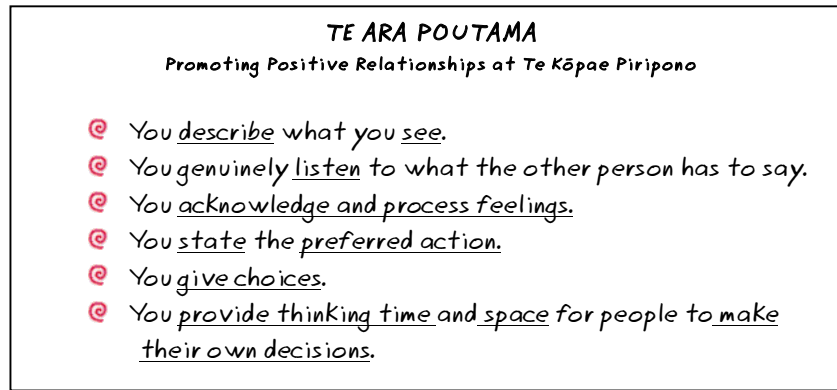 TE ARA POUTAMA
Promoting Positive Relationships at Te Kōpae Piripono
You describe what you see.
You genuinely listen to what the other person has to say.
You acknowledge and process feelings.
You state the preferred action.
You give choices.
You provide thinking time and space for people to make
their own decisions.